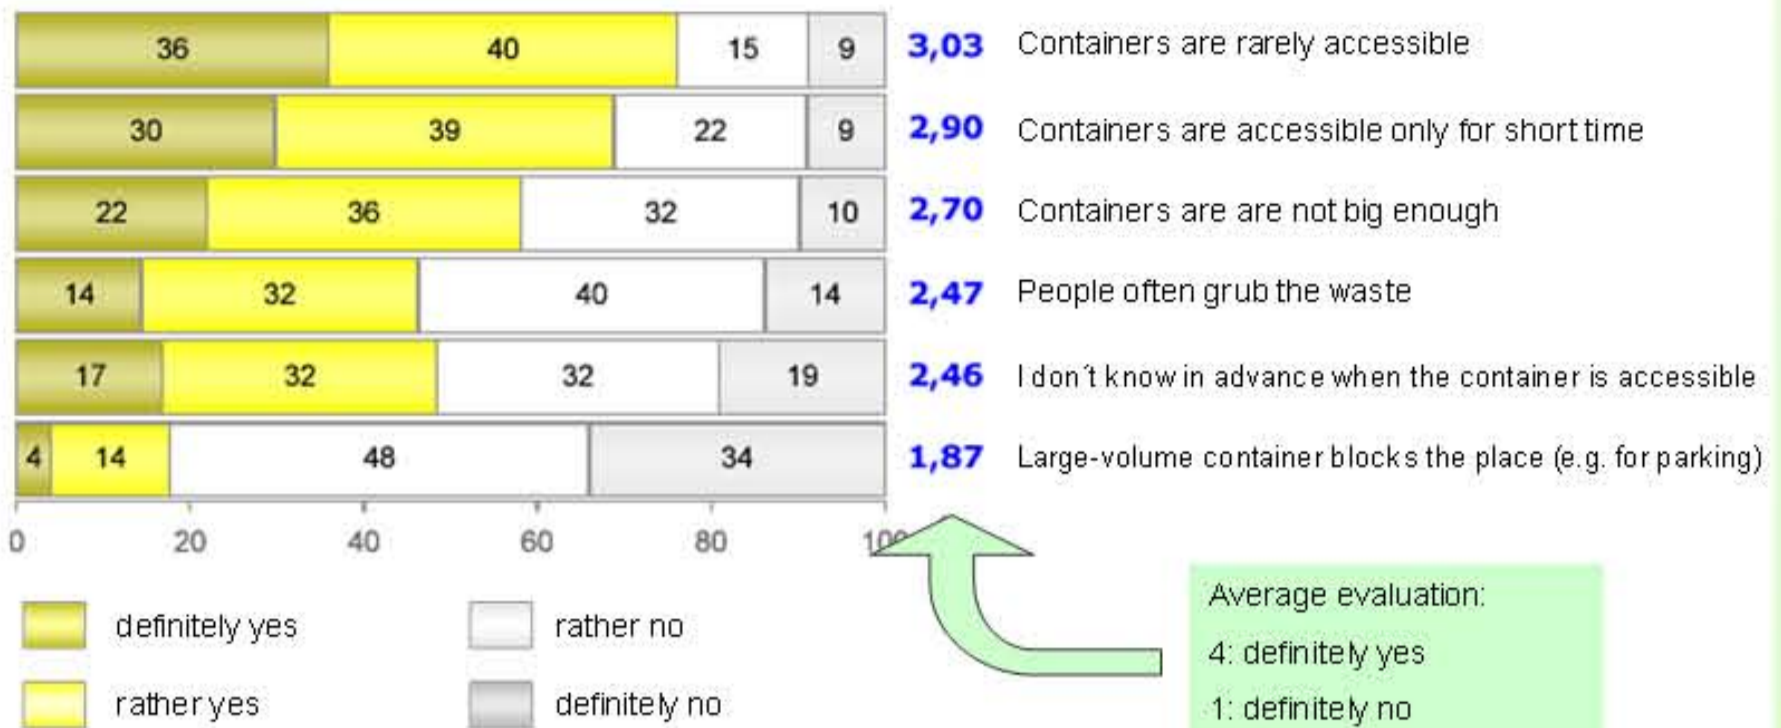 36 40 15 9 3,03 Containers are rarely accessible
30 39 22 9 2,90 Containers are accessible only for short time
22 36 32 10 2,70 Containers are are not big enough
14 32 40 14 2,47 People often grub the waste
17 32 32 19 2,46 I don´t know in advance when the container is accessible
4 14 48 34 1,87 Large-volume container blocks the place (e.g. for parking)
0 20 40 60 80 100
definitely yes
rather no
rather yes
definitely no
Average evaluation:
4: definitely yes
1: definitely no